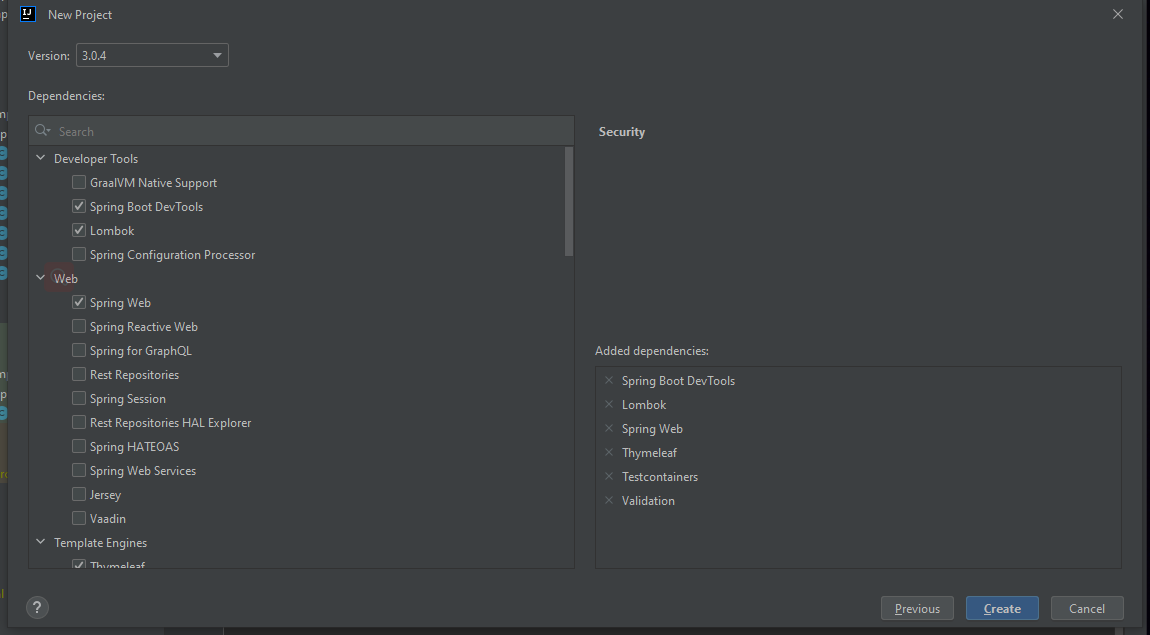 New Project
Version: 3.0.4
Dependencies:
Search
Developer Tools
GraalVM Native Support
Spring Boot DevTools
Lombok
Spring Configuration Processor
Web
Spring Web
Spring Reactive Web
Spring for GraphQL
Rest Repositories
Spring Session
Rest Repositories HAL Explorer
Spring HATEOAS
Spring Web Services
Jersey
Vaadin
Template Engines
Thymeleaf
Security
Added dependencies:
Spring Boot DevTools
Lombok
Spring Web
Thymeleaf
Testcontainers
Validation
?
Previous
Create
Cancel